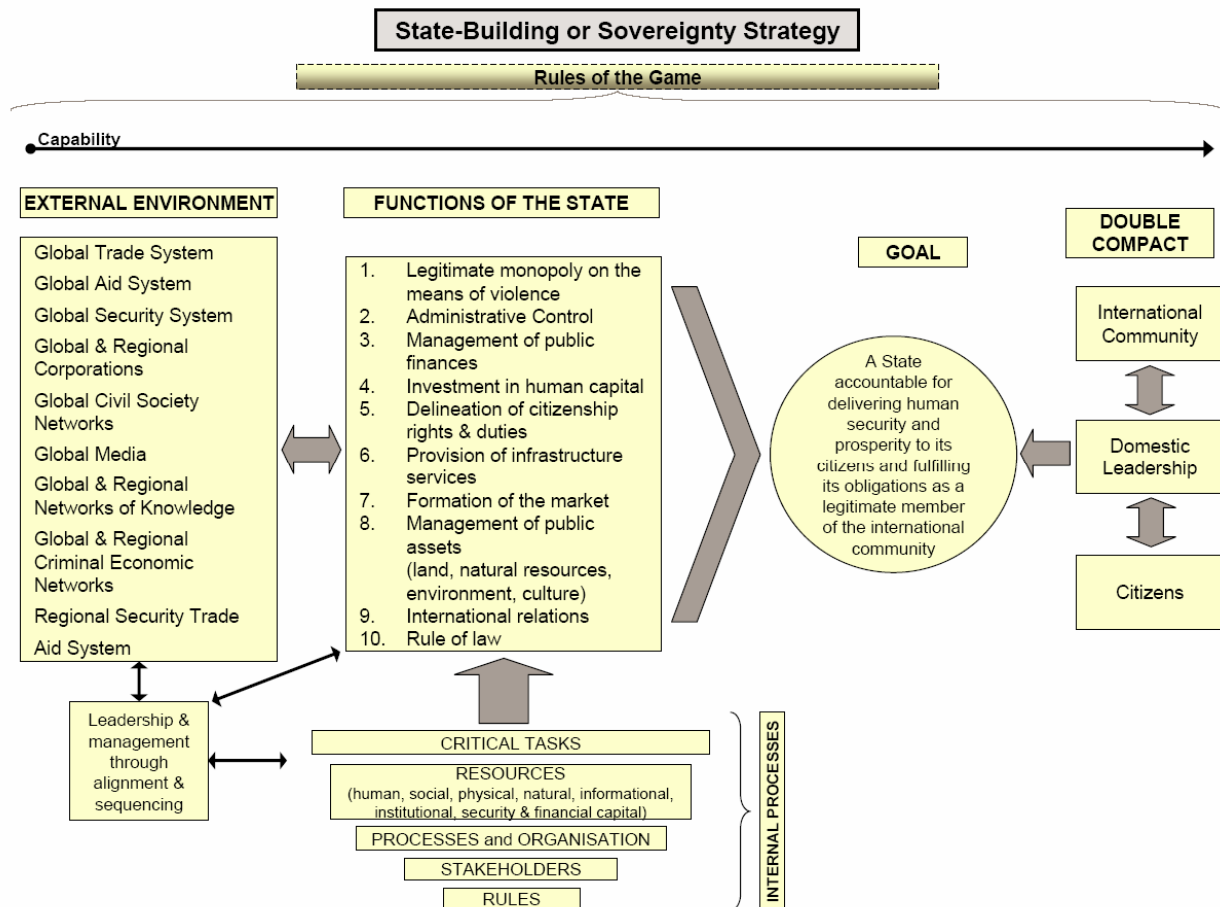 State-Building or Sovereignty Strategy
Rules of the Game
Capability
EXTERNAL ENVIRONMENT
Global Trade System
Global Aid System
Global Security System
Global & Regional
Corporations
Global Civil Society
Networks
Global Media
Global & Regional
Networks of Knowledge
Global & Regional
Criminal Economic
Networks
Regional Security Trade
Aid System
Leadership &
management
through
alignment &
sequencing
FUNCTIONS OF THE STATE
1. Legitimate monopoly on the
means of violence
2. Administrative Control
3. Management of public
finances
4. Investment in human capital
5. Delineation of citizenship
rights & duties
6. Provision of infrastructure
services
7. Formation of the market
8. Management of public
assets
(land, natural resources,
environment, culture)
9. International relations
10. Rule of law
CRITICAL TASKS
RESOURCES
(human, social, physical, natural, informational,
institutional, security & financial capital)
PROCESSES and ORGANISATION
STAKEHOLDERS
RULES
INTERNAL PROCESSES
GOAL
A State
accountable for
delivering human
security and
prosperity to its
citizens and fulfilling
its obligations as a
legitimate member
of the international
community
DOUBLE
COMPACT
International
Community
Domestic
Leadership
Citizens